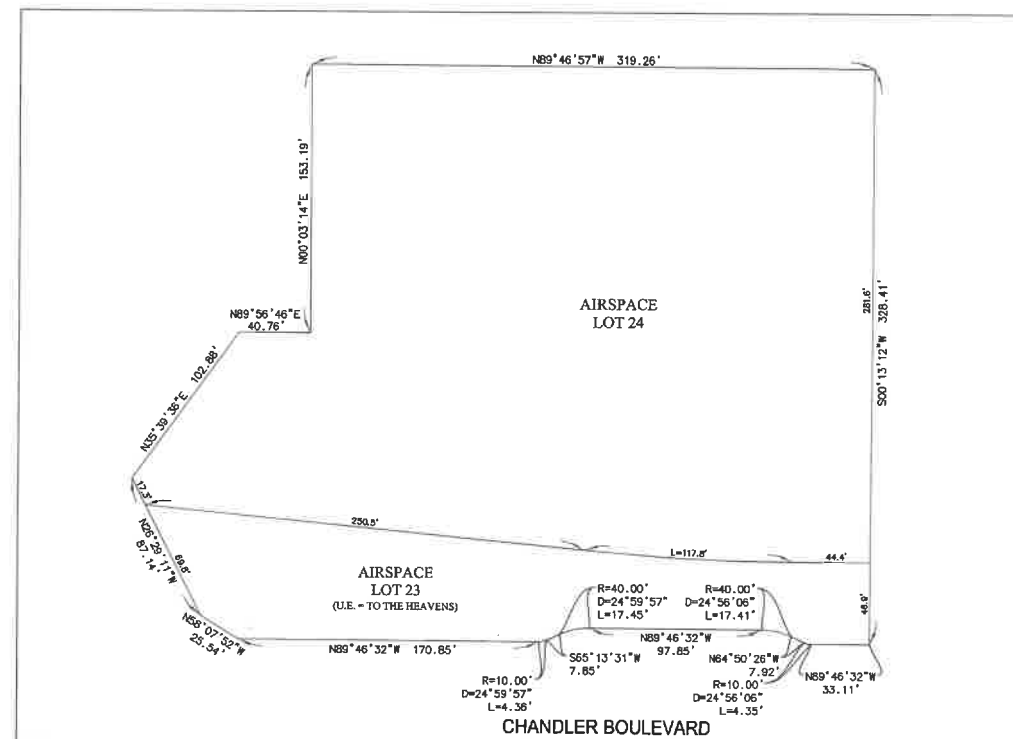 N89°46'57"W 319.26'
N00°03'14"E 153.19'
N89°56'46"E
40.76'
AIRSPACE
LOT 24
281.6'
S00°13'12"W 328.41'
N35°39'36"E 102.88'
17.3'
250.5'
L=117.8'
44.4'
N26°29'11"W
87.14'
69.8'
AIRSPACE
LOT 23
(U.E. = TO THE HEAVENS)
R=40.00'
D=24°59'57"
L=17.45'
R=40.00'
D=24°56'06"
L=17.41'
46.9'
N58°07'52"W
25.54'
N89°46'32"W 170.85'
N89°46'32"W
97.85'
S65°13'31"W
7.85'
N64°50'26"W
7.92'
N89°46'32"W
33.11'
R=10.00'
D=24°59'57"
L=4.36'
R=10.00'
D=24°56'06"
L=4.35'
CHANDLER BOULEVARD